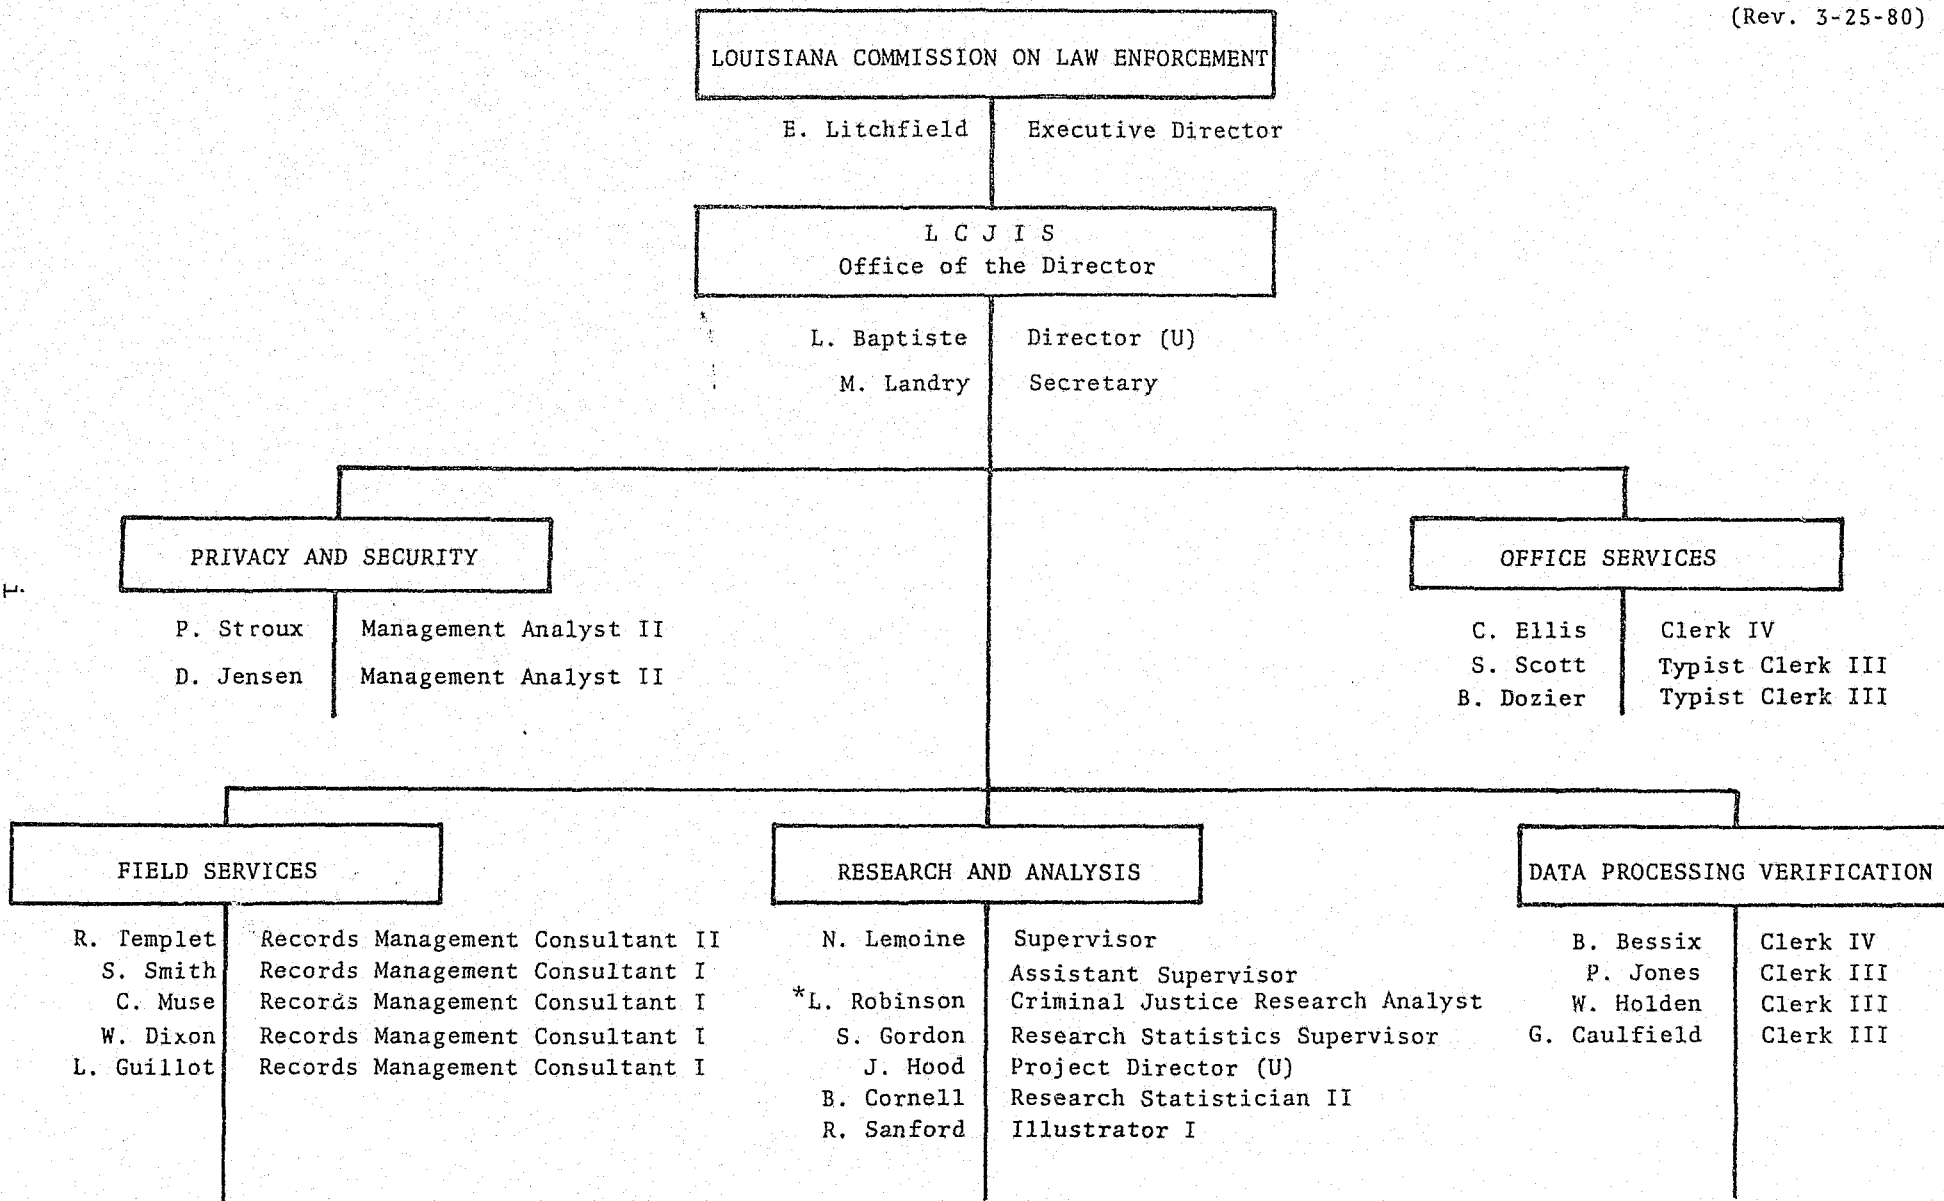 (Rev. 3-25-80)
LOUISIANA COMMISSION ON LAW ENFORCEMENT
E. Litchfield Executive Director
L C J I S
Office of the Director
L. Baptiste Director (U)
M. Landry Secretary
PRIVACY AND SECURITY
P. Stroux Management Analyst II
D. Jensen Management Analyst II
OFFICE SERVICES
C. Ellis Clerk IV
S. Scott Typist Clerk III
B. Dozier Typist Clerk III
FIELD SERVICES
R. Templet Records Management Consultant II
S. Smith Records Management Consultant I
C. Muse Records Management Consultant I
W. Dixon Records Management Consultant I
L. Guillot Records Management Consultant I
RESEARCH AND ANALYSIS
N. Lemoine Supervisor
Assistant Supervisor
*L. Robinson Criminal Justice Research Analyst
S. Gordon Research Statistics Supervisor
J. Hood Project Director (U)
B. Cornell Research Statistician II
R. Sanford Illustrator I
DATA PROCESSING VERIFICATION
B. Bessix Clerk IV
P. Jones Clerk III
W. Holden Clerk III
G. Caulfield Clerk III